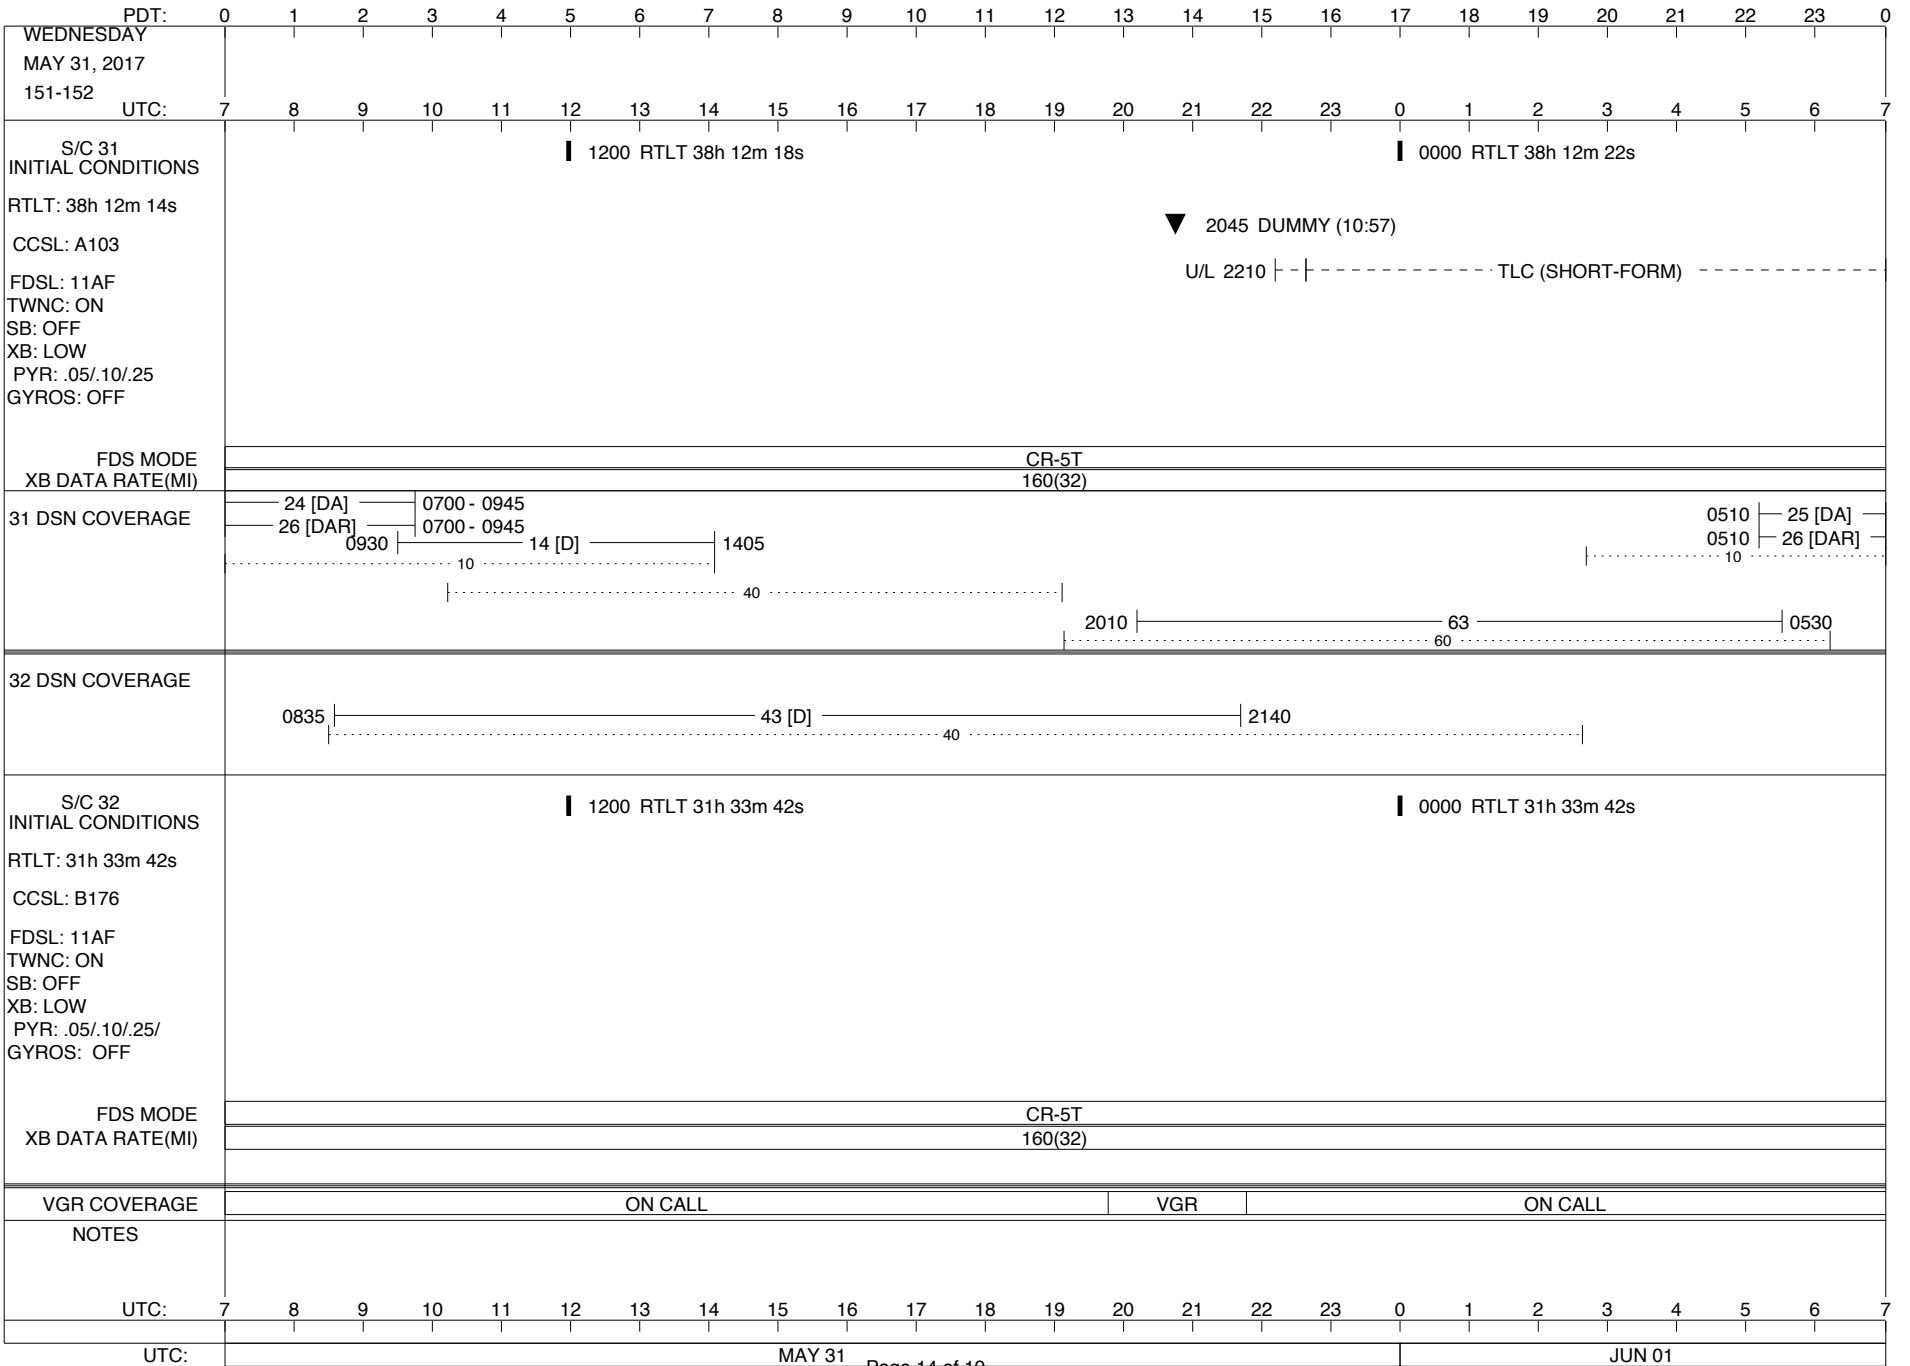 PDT: 0 1 2 3 4 5 6 7 8 9 10 11 12 13 14 15 16 17 18 19 20 21 22 23 0
WEDNESDAY
MAY 31, 2017
151-152
UTC: 7 8 9 10 11 12 13 14 15 16 17 18 19 20 21 22 23 0 1 2 3 4 5 6 7
S/C 31
INITIAL CONDITIONS
1200 RTLT 38h 12m 18s
0000 RTLT 38h 12m 22s
RTLT: 38h 12m 14s
2045 DUMMY (10:57)
CCSL: A103
U/L 2210 TLC (SHORT-FORM)
FDSL: 11AF
TWNC: ON
SB: OFF
XB: LOW
PYR: .05/.10/.25
GYROS: OFF
FDS MODE CR-5T
XB DATA RATE(MI) 160(32)
31 DSN COVERAGE
24 [DA] 0700 - 0945
26 [DAR] 0700 - 0945
0930 14 [D] 1405
10
0510 25 [DA]
0510 26 [DAR]
10
40
2010 63 0530
60
32 DSN COVERAGE
0835 43 [D] 2140
40
S/C 32
INITIAL CONDITIONS
1200 RTLT 31h 33m 42s
0000 RTLT 31h 33m 42s
RTLT: 31h 33m 42s
CCSL: B176
FDSL: 11AF
TWNC: ON
SB: OFF
XB: LOW
PYR: .05/.10/.25/
GYROS: OFF
FDS MODE CR-5T
XB DATA RATE(MI) 160(32)
VGR COVERAGE ON CALL VGR ON CALL
NOTES
UTC: 7 8 9 10 11 12 13 14 15 16 17 18 19 20 21 22 23 0 1 2 3 4 5 6 7
UTC: MAY 31 JUN 01
Page 14 of 19